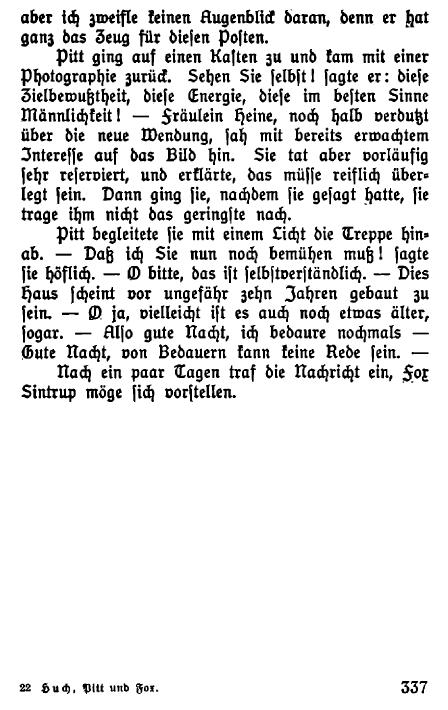 aber ich zweifle keinen Augenblick daran, denn er hat
ganz das Zeug für diesen Posten.
Pitt ging auf einen Kasten zu und kam mit einer
Photographie zurück. Sehen Sie selbst! sagte er: diese
Zielbewußtheit, diese Energie, diese im besten Sinne
Männlichkeit! — Fräulein Heine, noch halb verdutzt
über die neue Wendung, sah mit bereits erwachtem
Interesse auf das Bild hin. Sie tat aber vorläufig
sehr reserviert, und erklärte, das müsse reiflich über-
legt sein. Dann ging sie, nachdem sie gesagt hatte, sie
trage ihm nicht das geringste nach.
Pitt begleitete sie mit einem Licht die Treppe hin-
ab. — Daß ich Sie nun noch bemühen muß! sagte
sie höflich. — O bitte, das ist selbstverständlich. — Dies
Haus scheint vor ungefähr zehn Jahren gebaut zu
sein. — O ja, vielleicht ist es auch noch etwas älter,
sogar. — Also gute Nacht, ich bedaure nochmals —
Gute Nacht, von Bedauern kann keine Rede sein. —
Nach ein paar Tagen traf die Nachricht ein, Fox
Sintrup möge sich vorstellen.
22 Huch, Pitt und Fox. 337